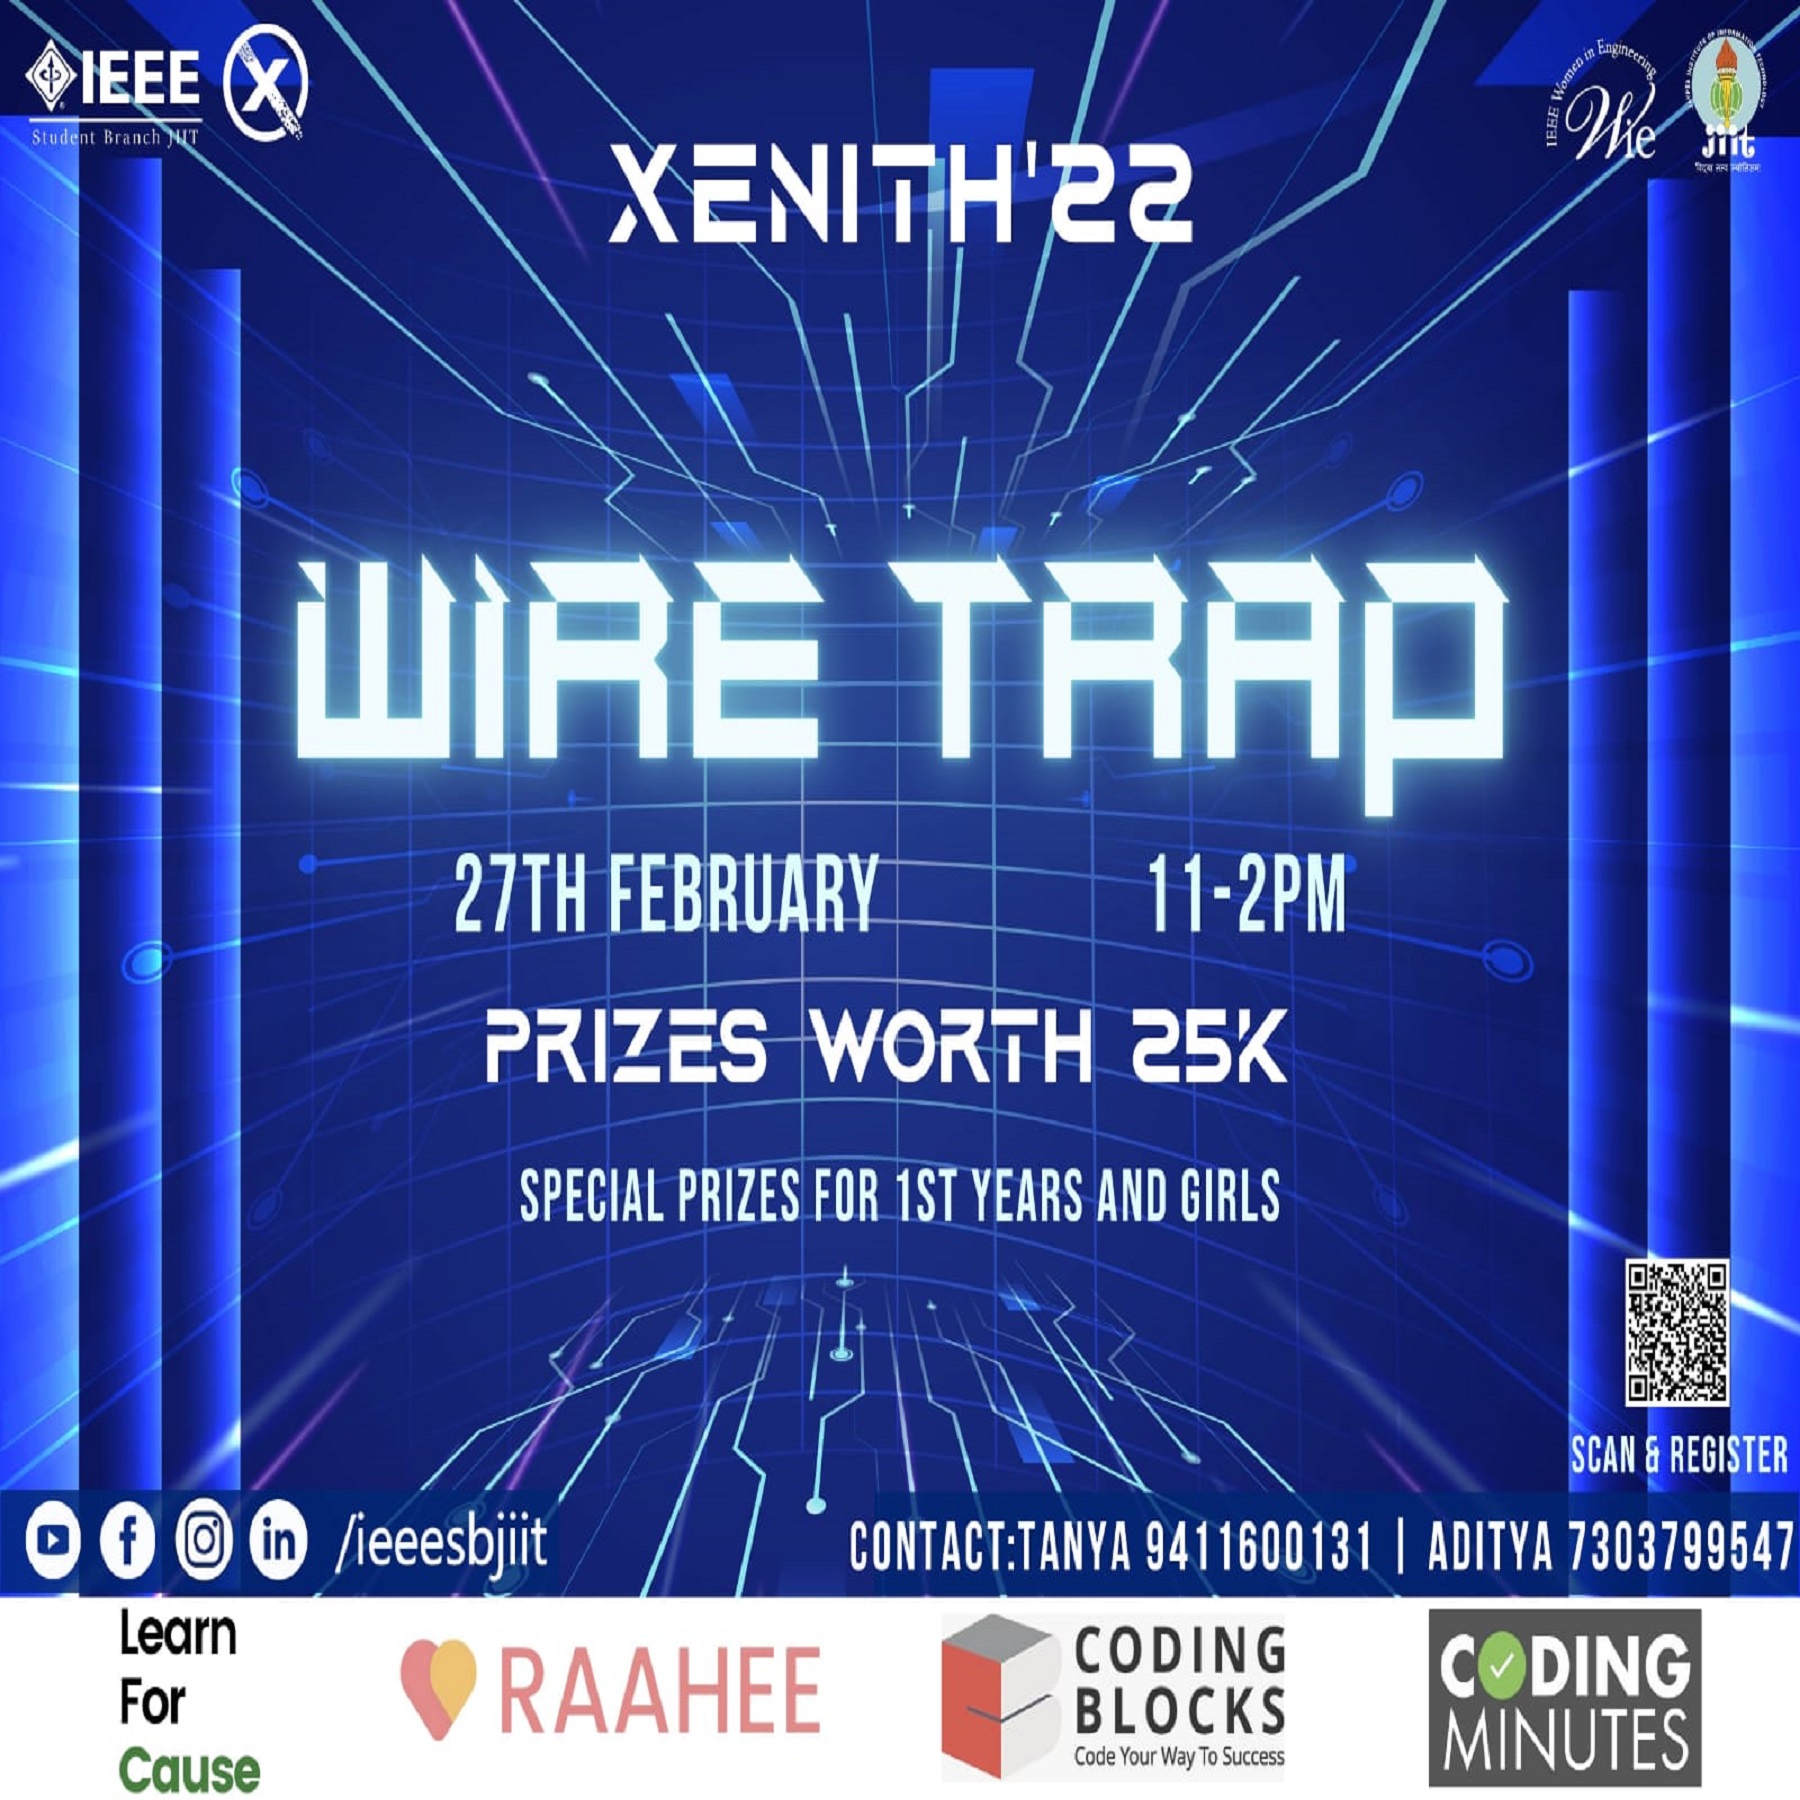 IEEE
Student Branch JIIT
X
IEEE Women in Engineering
WiE
jiit
XENITH'22
WIRE TRAP
27TH FEBRUARY 11-2PM
PRIZES WORTH 25K
SPECIAL PRIZES FOR 1ST YEARS AND GIRLS
SCAN & REGISTER
in /ieeesbjiit
CONTACT:TANYA 9411600131 | ADITYA 7303799547
Learn
For
Cause
RAAHEE
CODING
BLOCKS
Code Your Way To Success
CODING
MINUTES